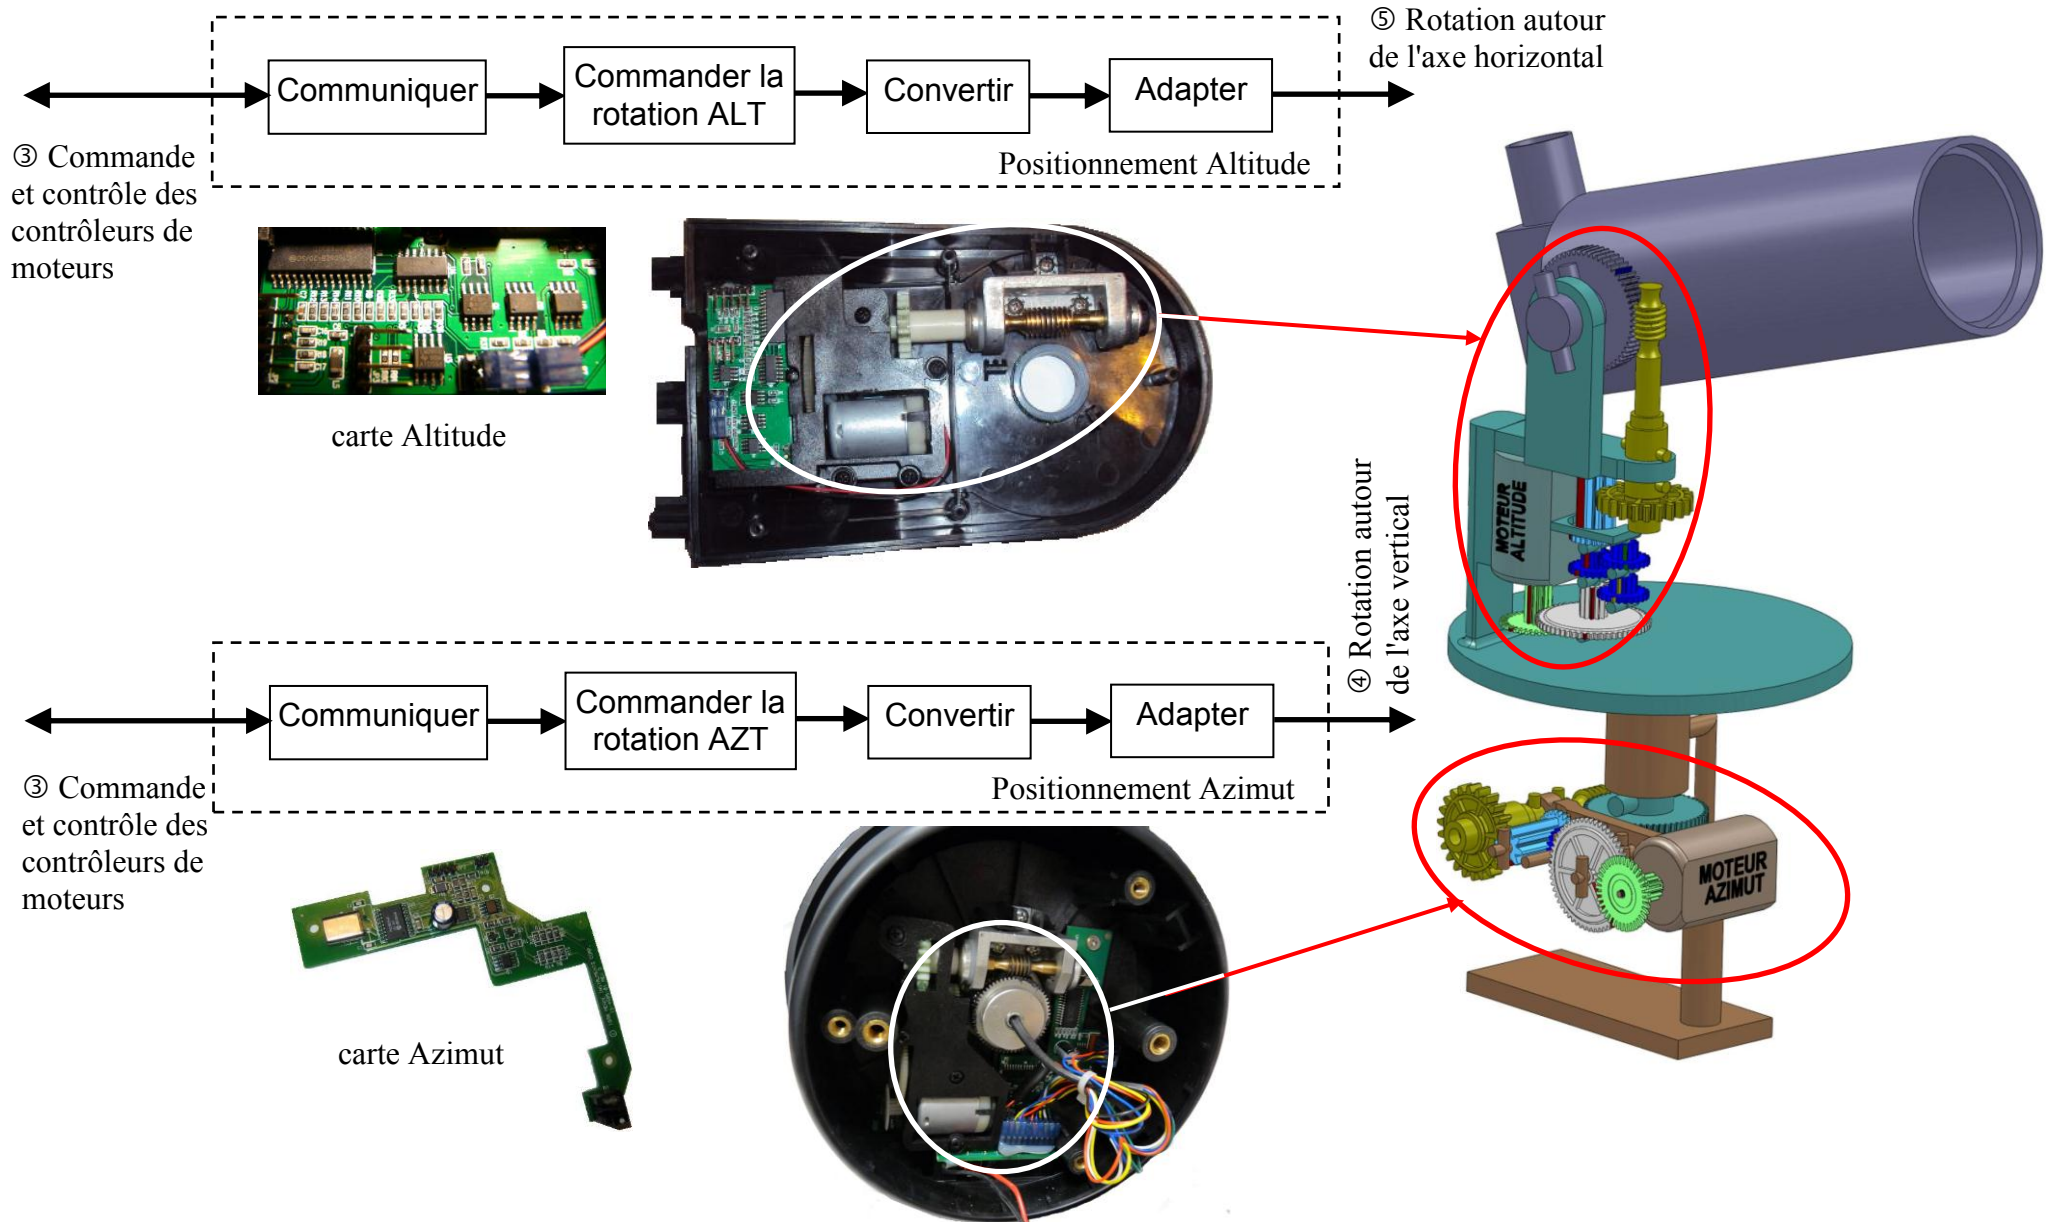 ⑤ Rotation autour
de l'axe horizontal
Communiquer
Commander la
rotation ALT
Convertir
Adapter
Positionnement Altitude
③ Commande
et contrôle des
contrôleurs de
moteurs
carte Altitude
MOTEUR
ALTITUDE
④ Rotation autour
de l'axe vertical
Communiquer
Commander la
rotation AZT
Convertir
Adapter
Positionnement Azimut
③ Commande
et contrôle des
contrôleurs de
moteurs
carte Azimut
MOTEUR
AZIMUT